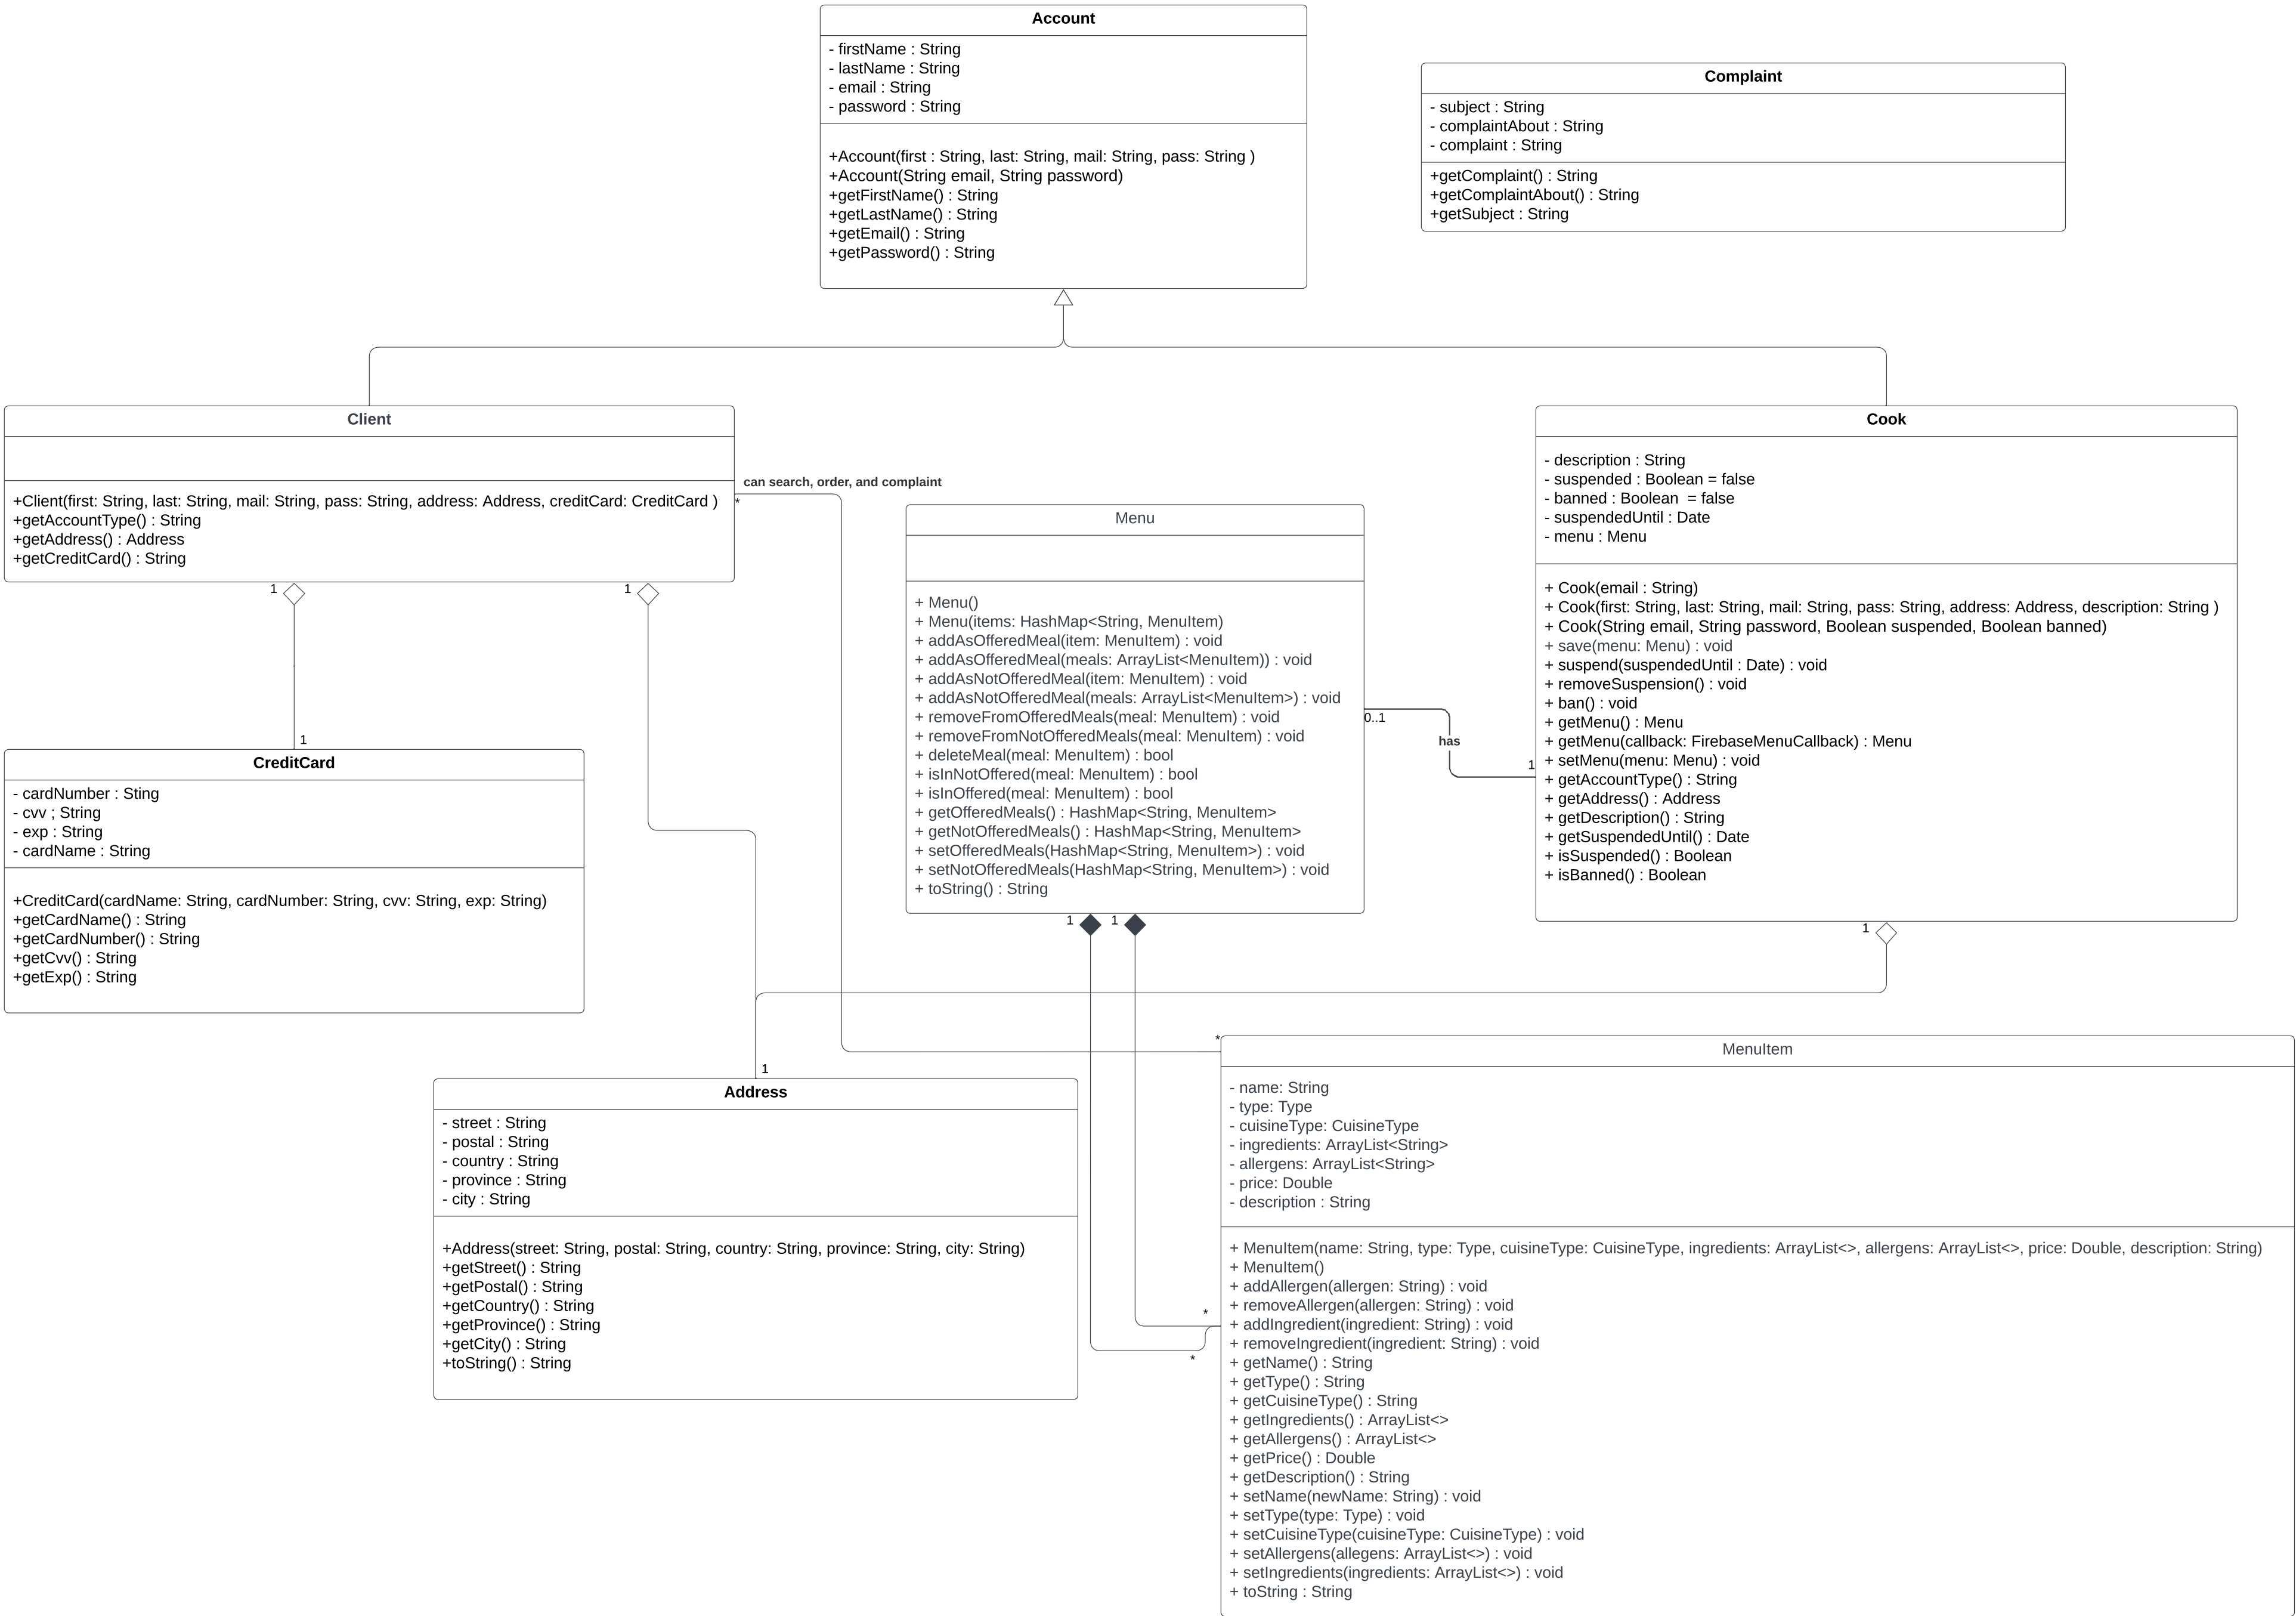 Account
- firstName : String
- lastName : String
- email : String
- password : String
+Account(first : String, last: String, mail: String, pass: String )
+Account(String email, String password)
+getFirstName() : String
+getLastName() : String
+getEmail() : String
+getPassword() : String
Complaint
- subject : String
- complaintAbout : String
- complaint : String
+getComplaint() : String
+getComplaintAbout() : String
+getSubject : String
Client
+Client(first: String, last: String, mail: String, pass: String, address: Address, creditCard: CreditCard )
+getAccountType() : String
+getAddress() : Address
+getCreditCard() : String
can search, order, and complaint
*
1
1
1
Menu
+ Menu()
+ Menu(items: HashMap<String, MenuItem)
+ addAsOfferedMeal(item: MenuItem) : void
+ addAsOfferedMeal(meals: ArrayList<MenuItem)) : void
+ addAsNotOfferedMeal(item: MenuItem) : void
+ addAsNotOfferedMeal(meals: ArrayList<MenuItem>) : void
+ removeFromOfferedMeals(meal: MenuItem) : void
+ removeFromNotOfferedMeals(meal: MenuItem) : void
+ deleteMeal(meal: MenuItem) : bool
+ isInNotOffered(meal: MenuItem) : bool
+ isInOffered(meal: MenuItem) : bool
+ getOfferedMeals() : HashMap<String, MenuItem>
+ getNotOfferedMeals() : HashMap<String, MenuItem>
+ setOfferedMeals(HashMap<String, MenuItem>) : void
+ setNotOfferedMeals(HashMap<String, MenuItem>) : void
+ toString() : String
1
1
0..1
has
1
Cook
- description : String
- suspended : Boolean = false
- banned : Boolean  = false
- suspendedUntil : Date
- menu : Menu
+ Cook(email : String)
+ Cook(first: String, last: String, mail: String, pass: String, address: Address, description: String )
+ Cook(String email, String password, Boolean suspended, Boolean banned)
+ save(menu: Menu) : void
+ suspend(suspendedUntil : Date) : void
+ removeSuspension() : void
+ ban() : void
+ getMenu() : Menu
+ getMenu(callback: FirebaseMenuCallback) : Menu
+ setMenu(menu: Menu) : void
+ getAccountType() : String
+ getAddress() : Address
+ getDescription() : String
+ getSuspendedUntil() : Date
+ isSuspended() : Boolean
+ isBanned() : Boolean
1
CreditCard
- cardNumber : Sting
- cvv ; String
- exp : String
- cardName : String
+CreditCard(cardName: String, cardNumber: String, cvv: String, exp: String)
+getCardName() : String
+getCardNumber() : String
+getCvv() : String
+getExp() : String
1
Address
- street : String
- postal : String
- country : String
- province : String
- city : String
+Address(street: String, postal: String, country: String, province: String, city: String)
+getStreet() : String
+getPostal() : String
+getCountry() : String
+getProvince() : String
+getCity() : String
+toString() : String
*
*
*
MenuItem
- name: String
- type: Type
- cuisineType: CuisineType
- ingredients: ArrayList<String>
- allergens: ArrayList<String>
- price: Double
- description : String
+ MenuItem(name: String, type: Type, cuisineType: CuisineType, ingredients: ArrayList<>, allergens: ArrayList<>, price: Double, description: String)
+ MenuItem()
+ addAllergen(allergen: String) : void
+ removeAllergen(allergen: String) : void
+ addIngredient(ingredient: String) : void
+ removeIngredient(ingredient: String) : void
+ getName() : String
+ getType() : String
+ getCuisineType() : String
+ getIngredients() : ArrayList<>
+ getAllergens() : ArrayList<>
+ getPrice() : Double
+ getDescription() : String
+ setName(newName: String) : void
+ setType(type: Type) : void
+ setCuisineType(cuisineType: CuisineType) : void
+ setAllergens(allegens: ArrayList<>) : void
+ setIngredients(ingredients: ArrayList<>) : void
+ toString : String